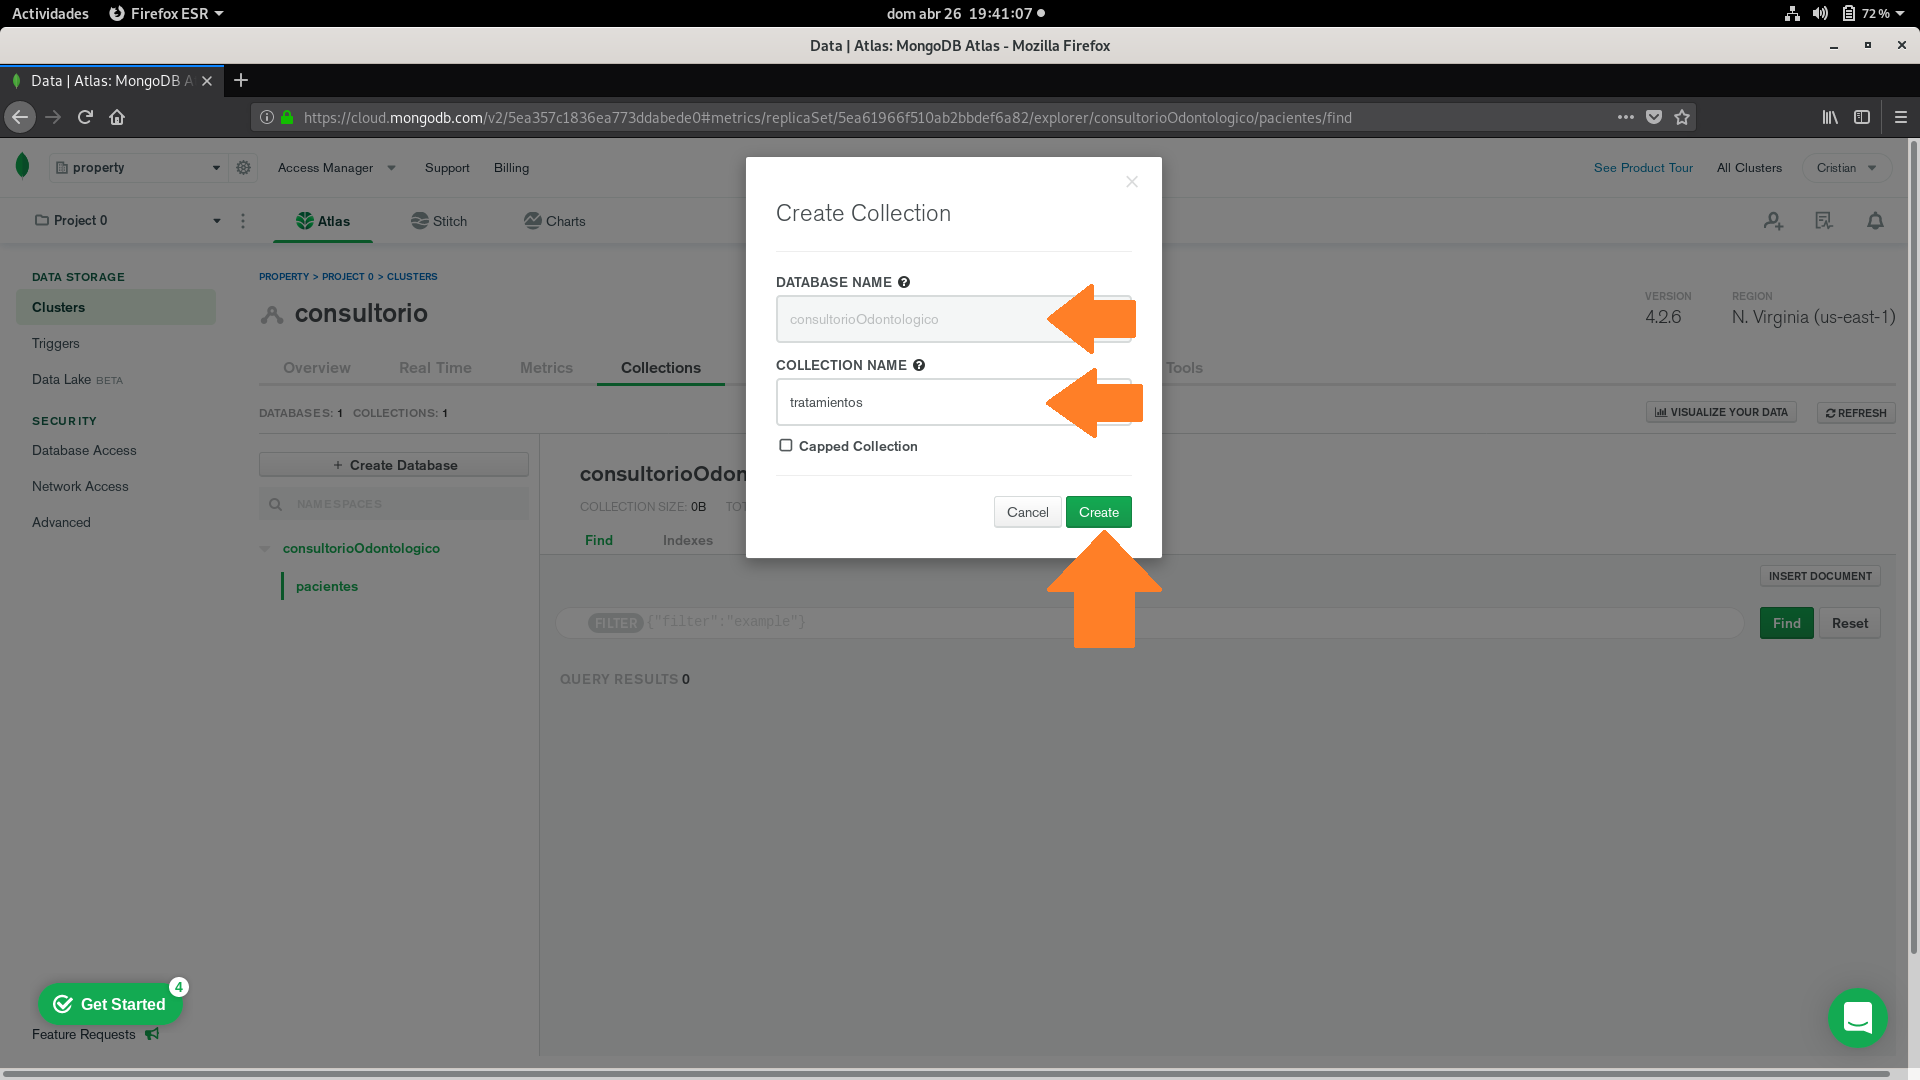 Actividades Firefox ESR dom abr 26 19:41:07 72 %
Data | Atlas: MongoDB Atlas - Mozilla Firefox
Data | Atlas: MongoDB A
https://cloud.mongodb.com/v2/5ea357c1836ea773ddabede0#metrics/replicaSet/5ea61966f510ab2bbdef6a82/explorer/consultorioOdontologico/pacientes/find
property Access Manager Support Billing See Product Tour All Clusters Cristian
Project 0 Atlas Stitch Charts
DATA STORAGE
Clusters
Triggers
Data Lake BETA
SECURITY
Database Access
Network Access
Advanced
PROPERTY > PROJECT 0 > CLUSTERS
consultorio
VERSION
4.2.6
REGION
N. Virginia (us-east-1)
Overview Real Time Metrics Collections Tools
DATABASES: 1 COLLECTIONS: 1
VISUALIZE YOUR DATA REFRESH
+ Create Database
NAMESPACES
consultorioOdontologico
pacientes
consultorioOdon
COLLECTION SIZE: 0B TOT
Find Indexes
INSERT DOCUMENT
FILTER {"filter":"example"}
Find Reset
QUERY RESULTS 0
Create Collection
DATABASE NAME
consultorioOdontologico
COLLECTION NAME
tratamientos
Capped Collection
Cancel Create
Get Started 4
Feature Requests